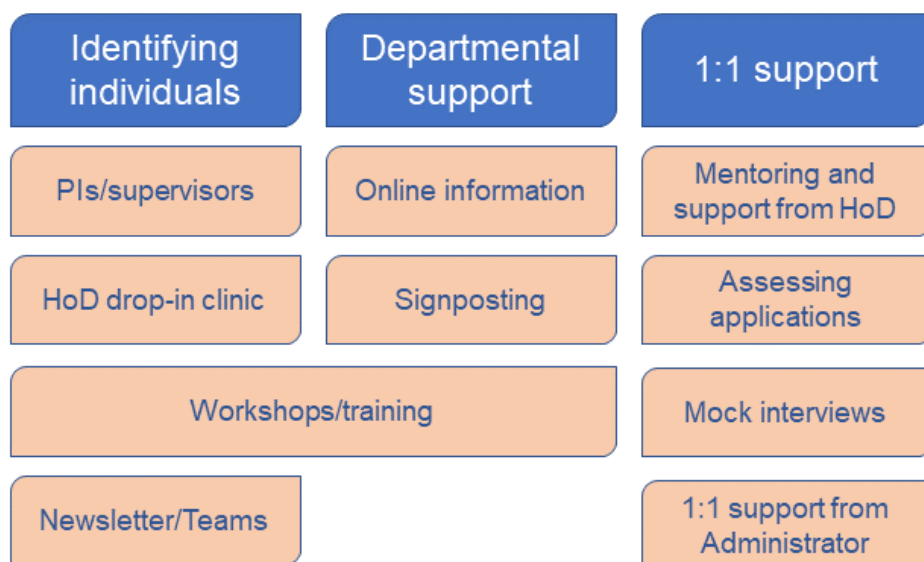 Identifying
individuals
Departmental
support
1:1 support
PIs/supervisors
Online information
Mentoring and
support from HoD
HoD drop-in clinic
Signposting
Assessing
applications
Workshops/training
Mock interviews
Newsletter/Teams
1:1 support from
Administrator